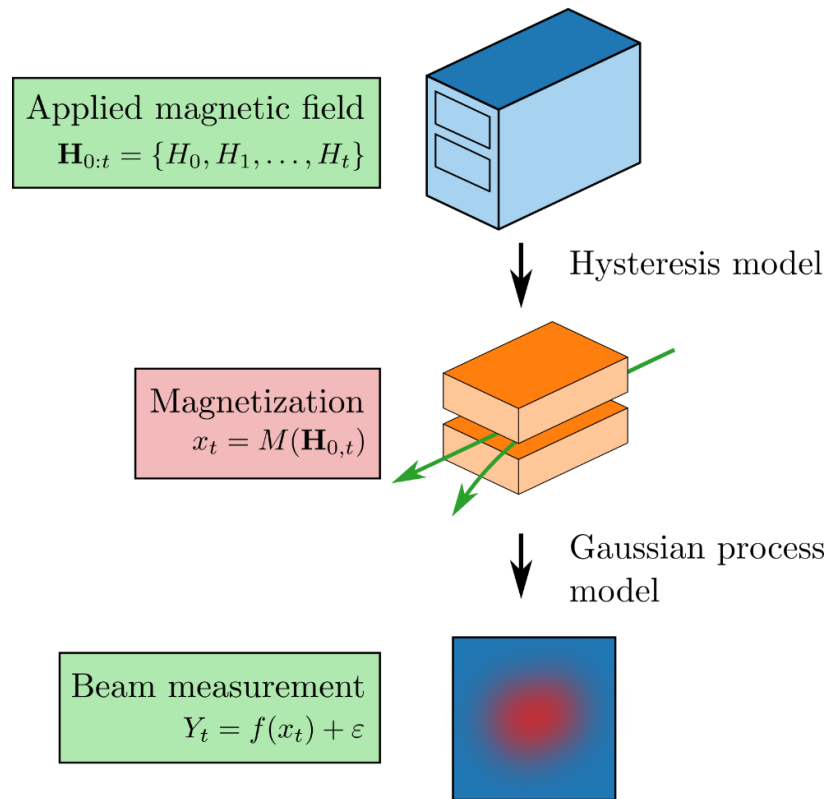 Applied magnetic field
𝐇₀:ₜ = {H₀, H₁, . . . , Hₜ}
Hysteresis model
Magnetization
xₜ = M(𝐇₀,ₜ)
Gaussian process
model
Beam measurement
Yₜ = f(xₜ) + ε